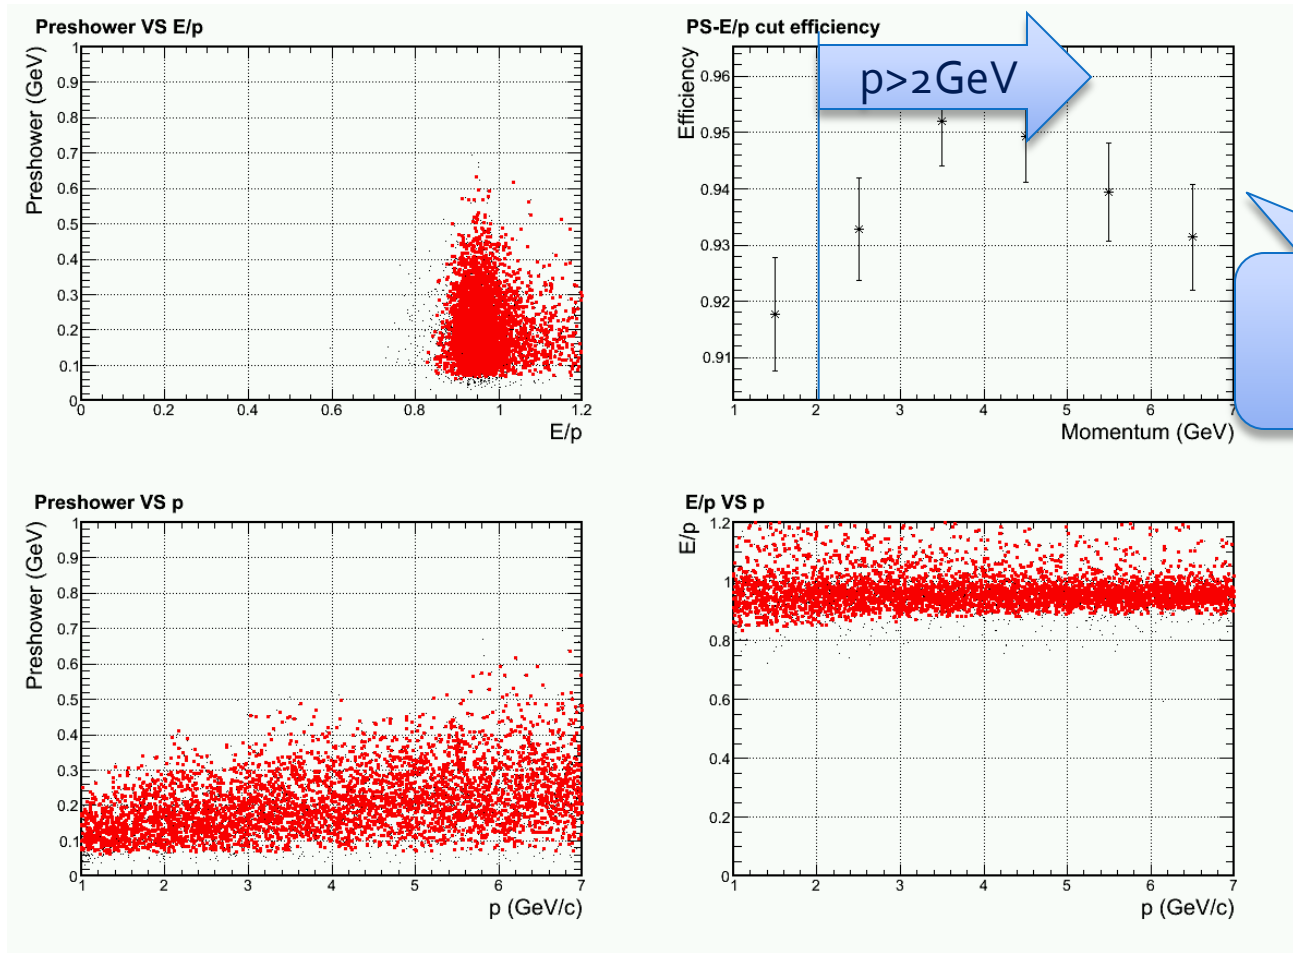 Preshower VS E/p
Preshower (GeV)
1
0.9
0.8
0.7
0.6
0.5
0.4
0.3
0.2
0.1
0
0 0.2 0.4 0.6 0.8 1 1.2
E/p
PS-E/p cut efficiency
p>2GeV
Efficiency
0.96
0.95
0.94
0.93
0.92
0.91
1 2 3 4 5 6 7
Momentum (GeV)
Preshower VS p
Preshower (GeV)
1
0.9
0.8
0.7
0.6
0.5
0.4
0.3
0.2
0.1
0
1 2 3 4 5 6 7
p (GeV/c)
E/p VS p
E/p
1.2
1
0.8
0.6
0.4
0.2
0
1 2 3 4 5 6 7
p (GeV/c)